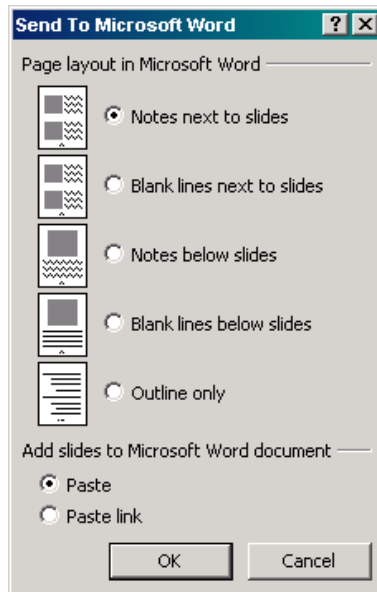 Send To Microsoft Word
Page layout in Microsoft Word
Notes next to slides
Blank lines next to slides
Notes below slides
Blank lines below slides
Outline only
Add slides to Microsoft Word document
Paste
Paste link
OK Cancel